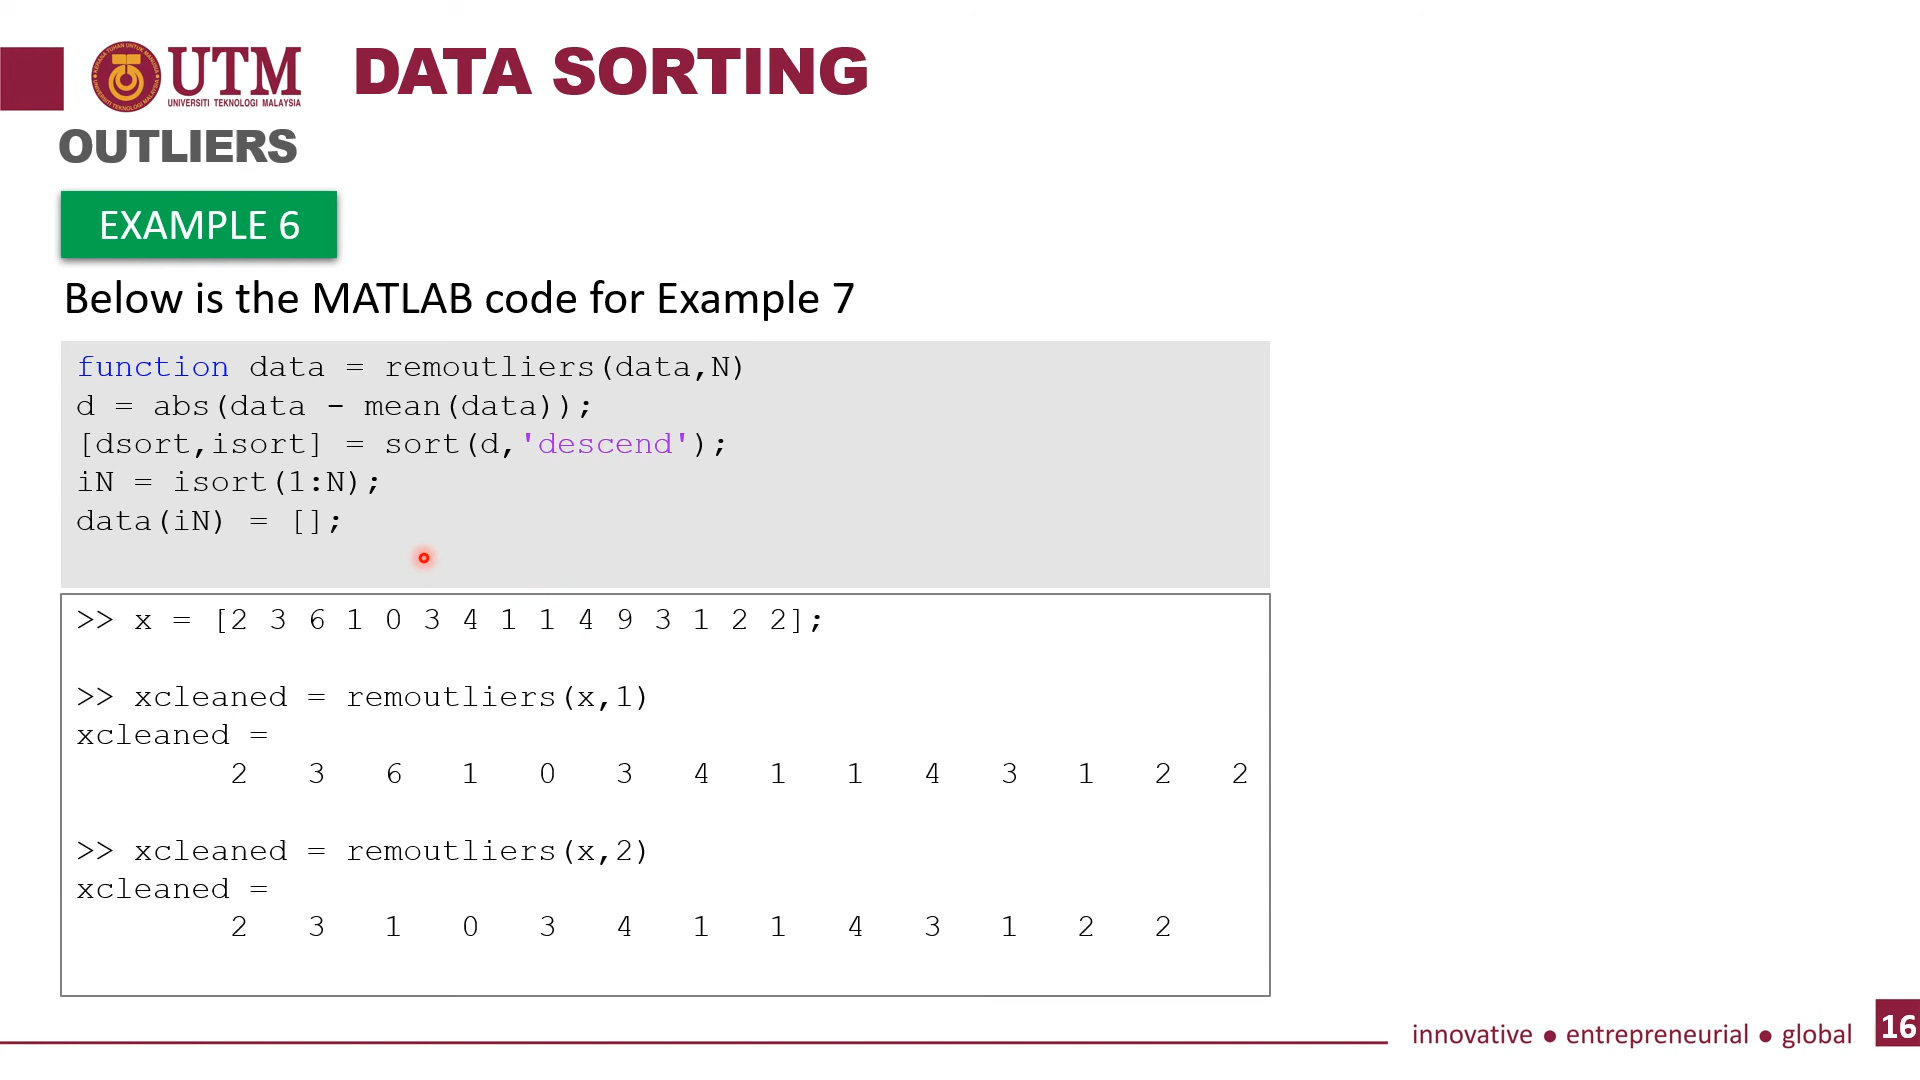 UTM
UNIVERSITI TEKNOLOGI MALAYSIA
DATA SORTING
OUTLIERS
EXAMPLE 6
Below is the MATLAB code for Example 7
function data = remoutliers(data,N)
d = abs(data - mean(data));
[dsort,isort] = sort(d,'descend');
iN = isort(1:N);
data(iN) = [];
>> x = [2 3 6 1 0 3 4 1 1 4 9 3 1 2 2];
>> xcleaned = remoutliers(x,1)
xcleaned =
2 3 6 1 0 3 4 1 1 4 3 1 2 2
>> xcleaned = remoutliers(x,2)
xcleaned =
2 3 1 0 3 4 1 1 4 3 1 2 2
innovative ● entrepreneurial ● global
16